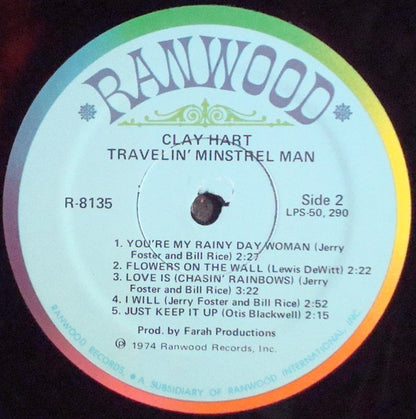 RANWOOD
CLAY HART
TRAVELIN' MINSTREL MAN
R-8135
Side 2
LPS-50, 290
1. YOU'RE MY RAINY DAY WOMAN (Jerry
Foster and Bill Rice) 2:27
2. FLOWERS ON THE WALL (Lewis DeWitt) 2:22
3. LOVE IS (CHASIN' RAINBOWS) (Jerry
Foster and Bill Rice) 3:22
4. I WILL (Jerry Foster and Bill Rice) 2:52
5. JUST KEEP IT UP (Otis Blackwell) 2:15
Prod. by Farah Productions
℗ 1974 Ranwood Records, Inc.
RANWOOD RECORDS, • A SUBSIDIARY OF RANWOOD INTERNATIONAL, INC.